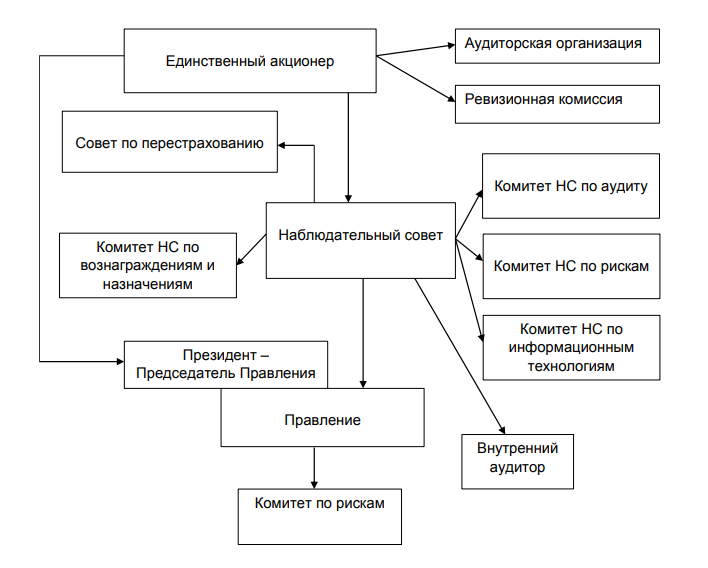 Единственный акционер
Аудиторская организация
Ревизионная комиссия
Совет по перестрахованию
Комитет НС по аудиту
Наблюдательный совет
Комитет НС по
вознаграждениям и
назначениям
Комитет НС по рискам
Комитет НС по
информационным
технологиям
Президент –
Председатель Правления
Правление
Внутренний
аудитор
Комитет по рискам